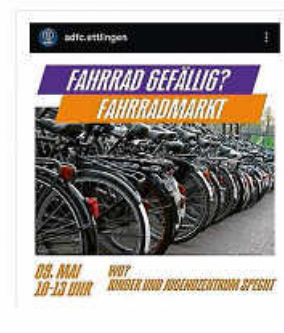 adfc.ettlingen
FAHRRAD GEFÄLLIG?
FAHRRADMARKT
09. MAI
10-13 UHR
WO?
KINDER UND JUGENDZENTRUM SPECHT